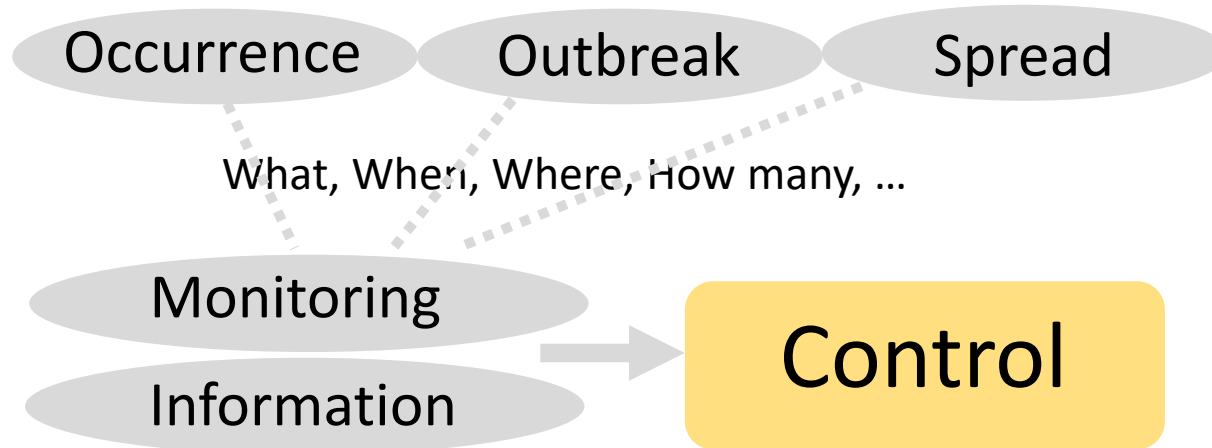 Occurrence Outbreak Spread
What, When, Where, How many, ...
Monitoring
Control
Information